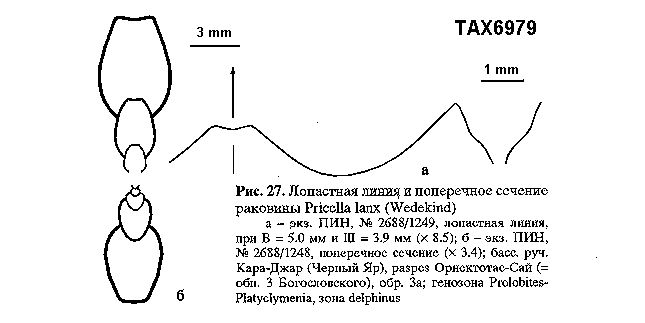 3 mm
TAX6979
1 mm
а
Рис. 27. Лопастная линия и поперечное сечение
раковины Pricella lanx (Wedekind)
а – экз. ПИН, № 2688/1249, лопастная линия,
при В = 5.0 мм и Ш = 3.9 мм (× 8.5); б – экз. ПИН,
№ 2688/1248, поперечное сечение (× 3.4); басс. руч.
Кара-Джар (Черный Яр), разрез Орнектотас-Сай (=
обн. 3 Богословского), обр. 3а; генозона Prolobites-
Platyclymenia, зона delphinus
б